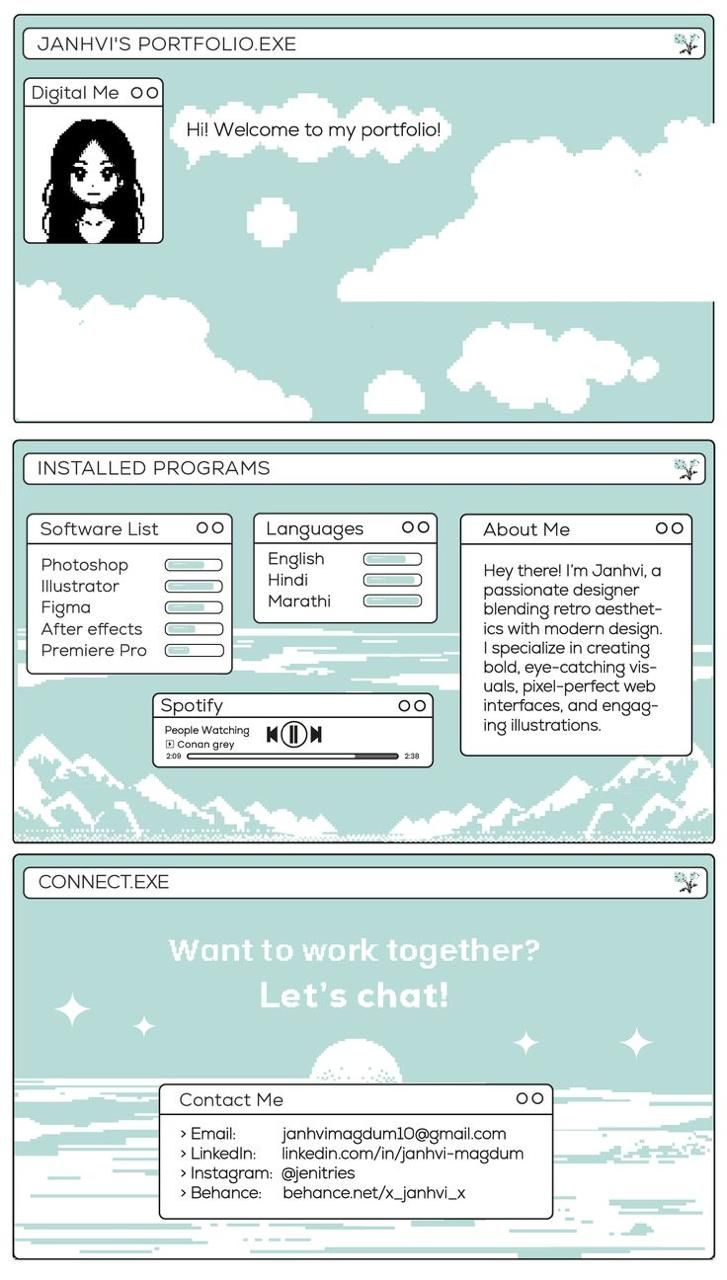 JANHVI'S PORTFOLIO.EXE
Digital Me
Hi! Welcome to my portfolio!
INSTALLED PROGRAMS
Software List
Photoshop
Illustrator
Figma
After effects
Premiere Pro
Languages
English
Hindi
Marathi
About Me
Hey there! I'm Janhvi, a
passionate designer
blending retro aesthet-
ics with modern design.
I specialize in creating
bold, eye-catching vis-
uals, pixel-perfect web
interfaces, and engag-
ing illustrations.
Spotify
People Watching
Conan grey
2:09 2:38
CONNECT.EXE
Want to work together?
Let's chat!
Contact Me
> Email: janhvimagdum10@gmail.com
> LinkedIn: linkedin.com/in/janhvi-magdum
> Instagram: @jenitries
> Behance: behance.net/x_janhvi_x